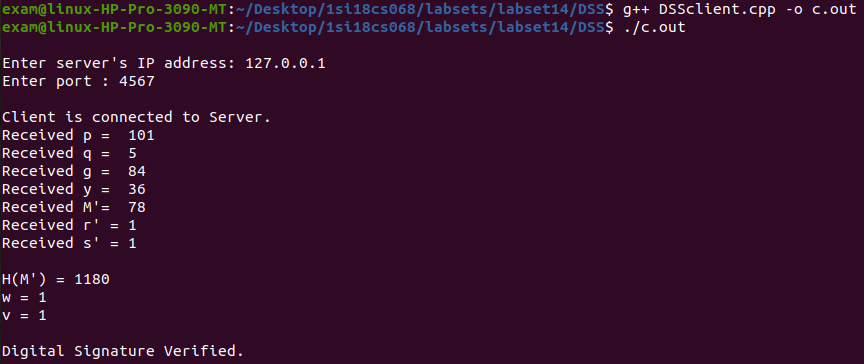 exam@linux-HP-Pro-3090-MT:~/Desktop/1si18cs068/labsets/labset14/DSS$ g++ DSSclient.cpp -o c.out
exam@linux-HP-Pro-3090-MT:~/Desktop/1si18cs068/labsets/labset14/DSS$ ./c.out
Enter server's IP address: 127.0.0.1
Enter port : 4567
Client is connected to Server.
Received p =  101
Received q =  5
Received g =  84
Received y =  36
Received M'=  78
Received r' = 1
Received s' = 1
H(M') = 1180
w = 1
v = 1
Digital Signature Verified.